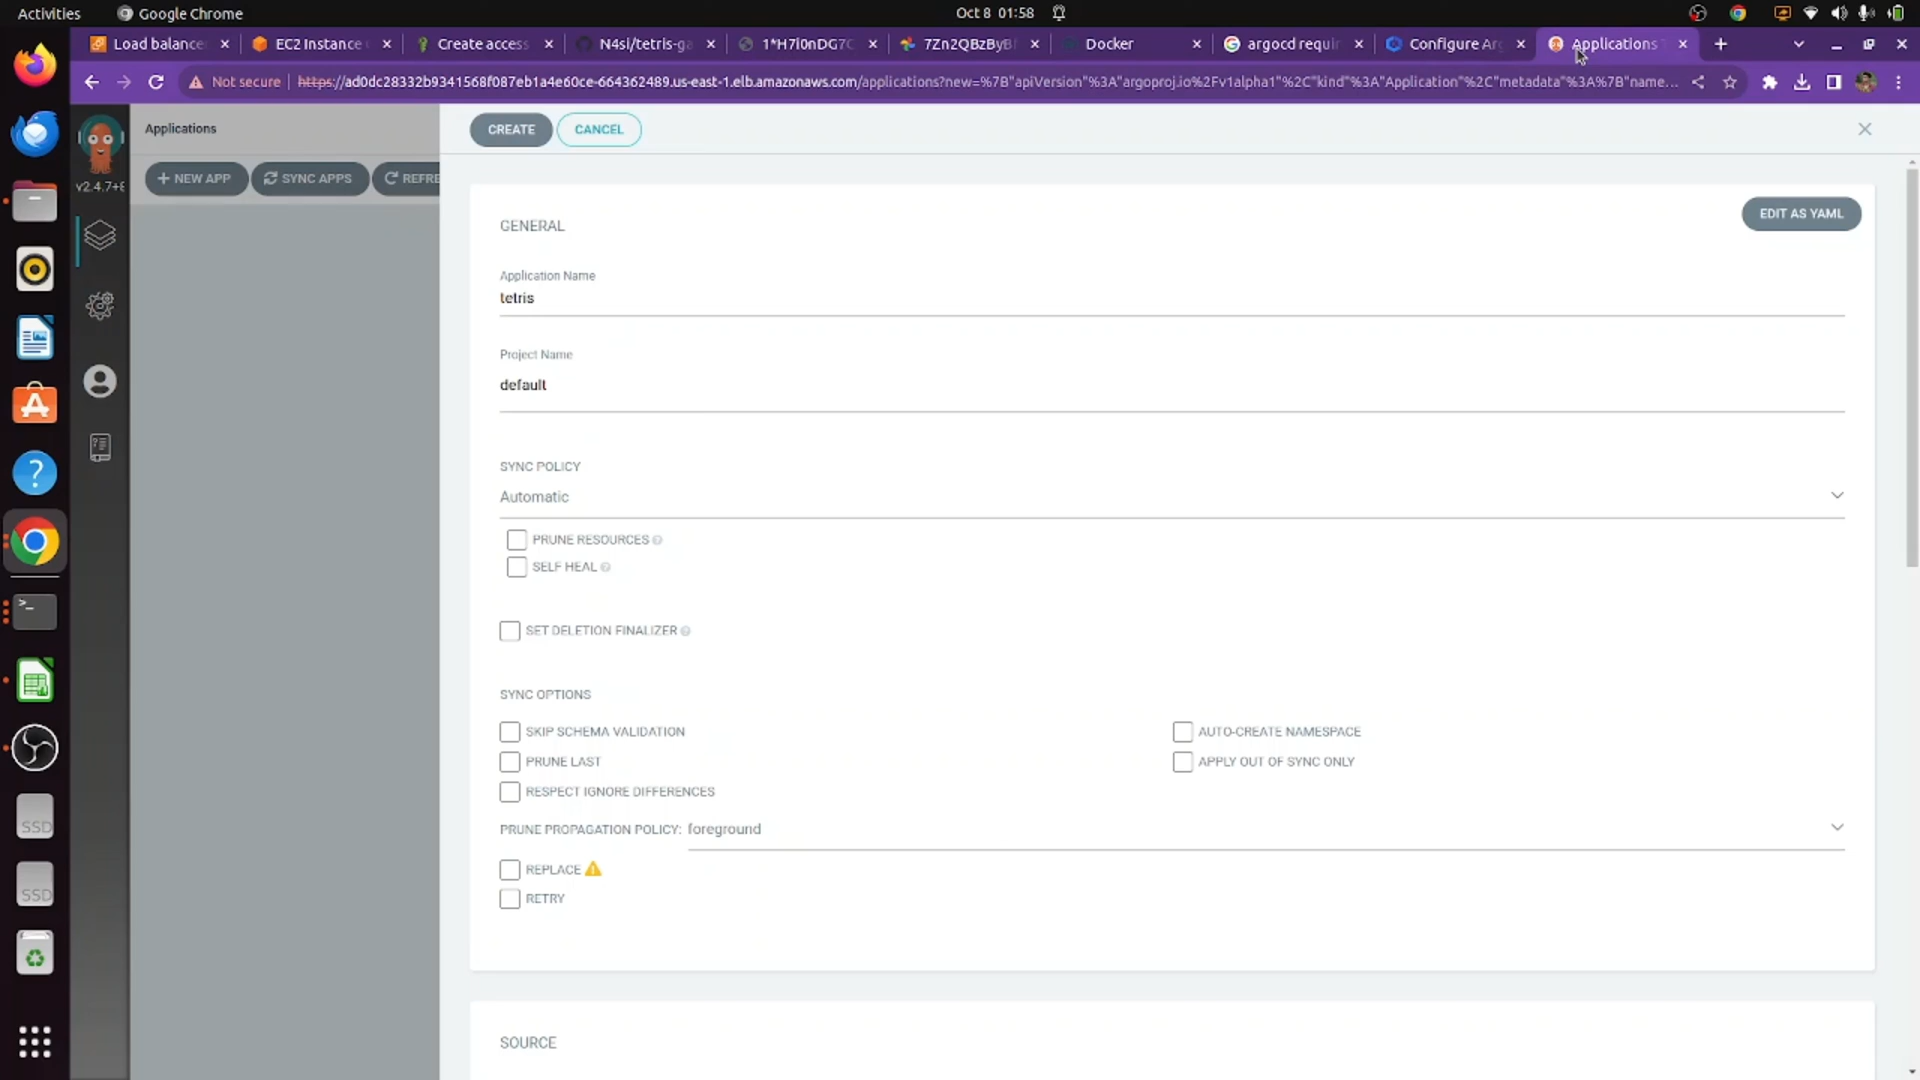 Activities
Google Chrome
Oct 8 01:58
Load balance
EC2 Instance
Create access
N4si/tetris-ga
1*H7i0nDG7C
7Zn2QBzByB
Docker
argocd requir
Configure Arg
Applications
Not secure
https://ad0dc28332b9341568f087eb1a4e60ce-664362489.us-east-1.elb.amazonaws.com/applications?new=%7B"apiVersion"%3A"argoproj.io%2Fv1alpha1"%2C"kind"%3A"Application"%2C"metadata"%3A%7B"name...
v2.4.7+8
Applications
NEW APP
SYNC APPS
REFRE
CREATE
CANCEL
EDIT AS YAML
GENERAL
Application Name
tetris
Project Name
default
SYNC POLICY
Automatic
PRUNE RESOURCES
SELF HEAL
SET DELETION FINALIZER
SYNC OPTIONS
SKIP SCHEMA VALIDATION
AUTO-CREATE NAMESPACE
PRUNE LAST
APPLY OUT OF SYNC ONLY
RESPECT IGNORE DIFFERENCES
PRUNE PROPAGATION POLICY: foreground
REPLACE
RETRY
SOURCE
SSD
SSD